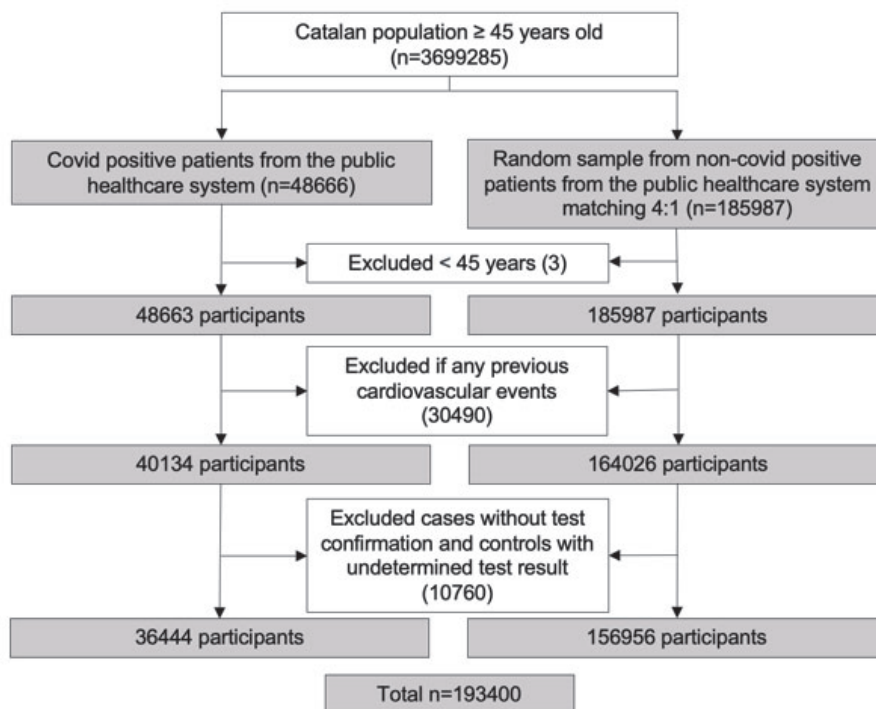 Catalan population ≥ 45 years old
(n=3699285)
Covid positive patients from the public
healthcare system (n=48666)
Random sample from non-covid positive
patients from the public healthcare system
matching 4:1 (n=185987)
Excluded < 45 years (3)
48663 participants
185987 participants
Excluded if any previous
cardiovascular events
(30490)
40134 participants
164026 participants
Excluded cases without test
confirmation and controls with
undetermined test result
(10760)
36444 participants
156956 participants
Total n=193400